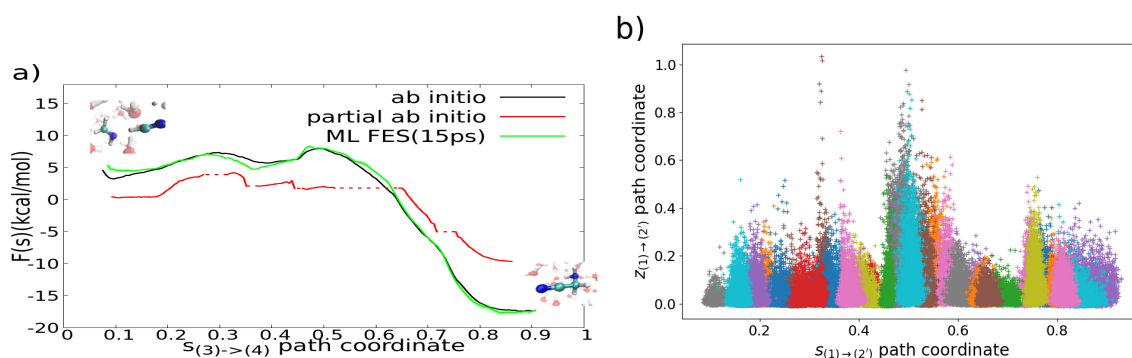 a)
ab initio
partial ab initio
ML FES(15ps)
F(s)(kcal/mol)
15
10
5
0
-5
-10
-15
-20
0 0.1 0.2 0.3 0.4 0.5 0.6 0.7 0.8 0.9 1
s(3)->(4) path coordinate
b)
z(1)→(2') path coordinate
1.0
0.8
0.6
0.4
0.2
0.0
0.2 0.4 0.6 0.8
s(1)→(2') path coordinate